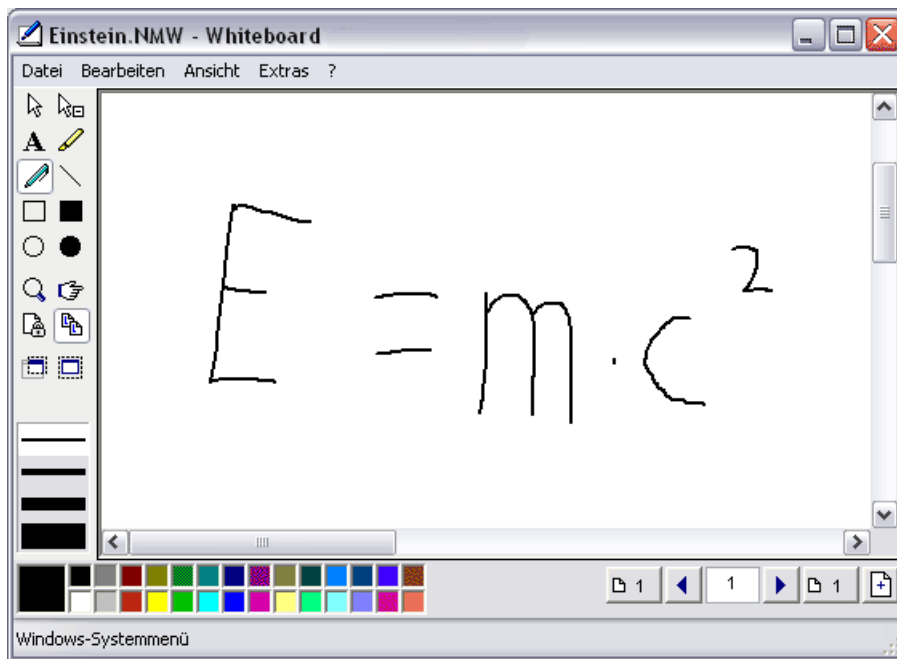 Einstein.NMW - Whiteboard
Datei Bearbeiten Ansicht Extras ?
A
E = m · c²
1 1 1
Windows-Systemmenü